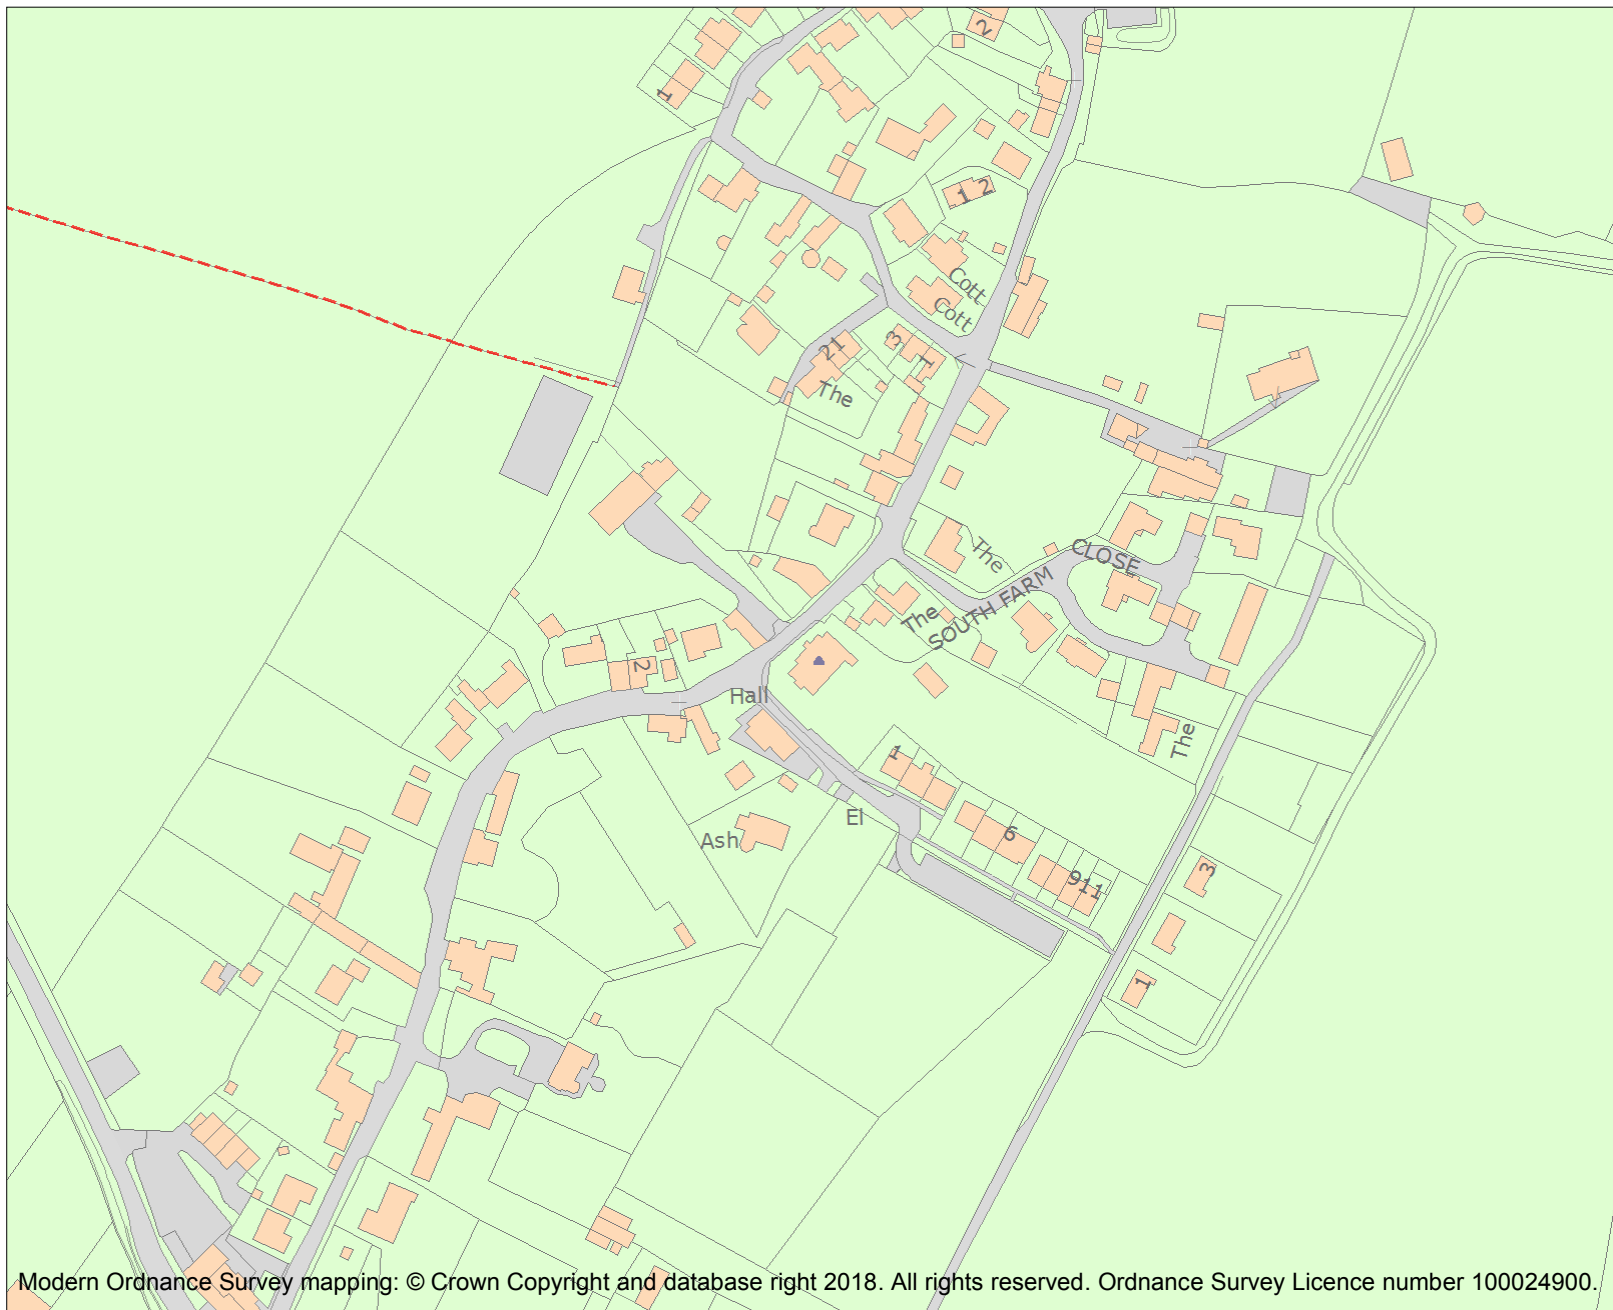 2
1
1 2
Cott
Cott
3
1
21
The
CLOSE
The
SOUTH FARM
The
2
Hall
The
1
El
6
Ash
911
3
1
Modern Ordnance Survey mapping: © Crown Copyright and database right 2018. All rights reserved. Ordnance Survey Licence number 100024900.